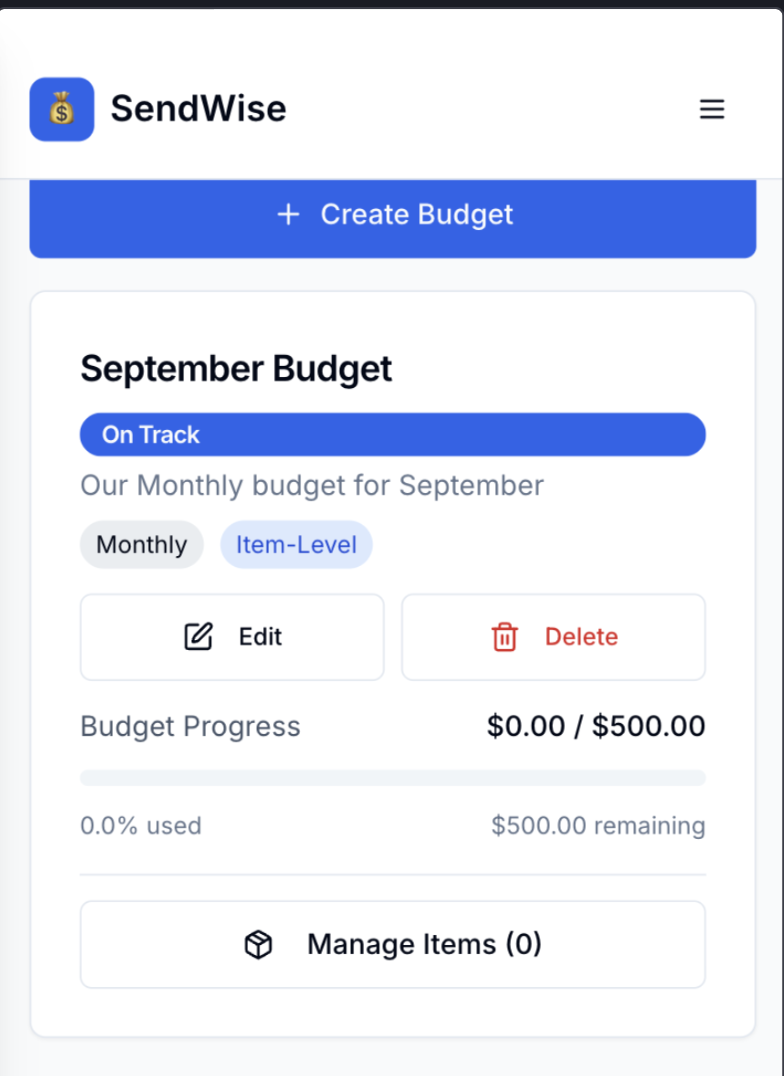 SendWise
Create Budget
September Budget
On Track
Our Monthly budget for September
Monthly Item-Level
Edit Delete
Budget Progress $0.00 / $500.00
0.0% used $500.00 remaining
Manage Items (0)